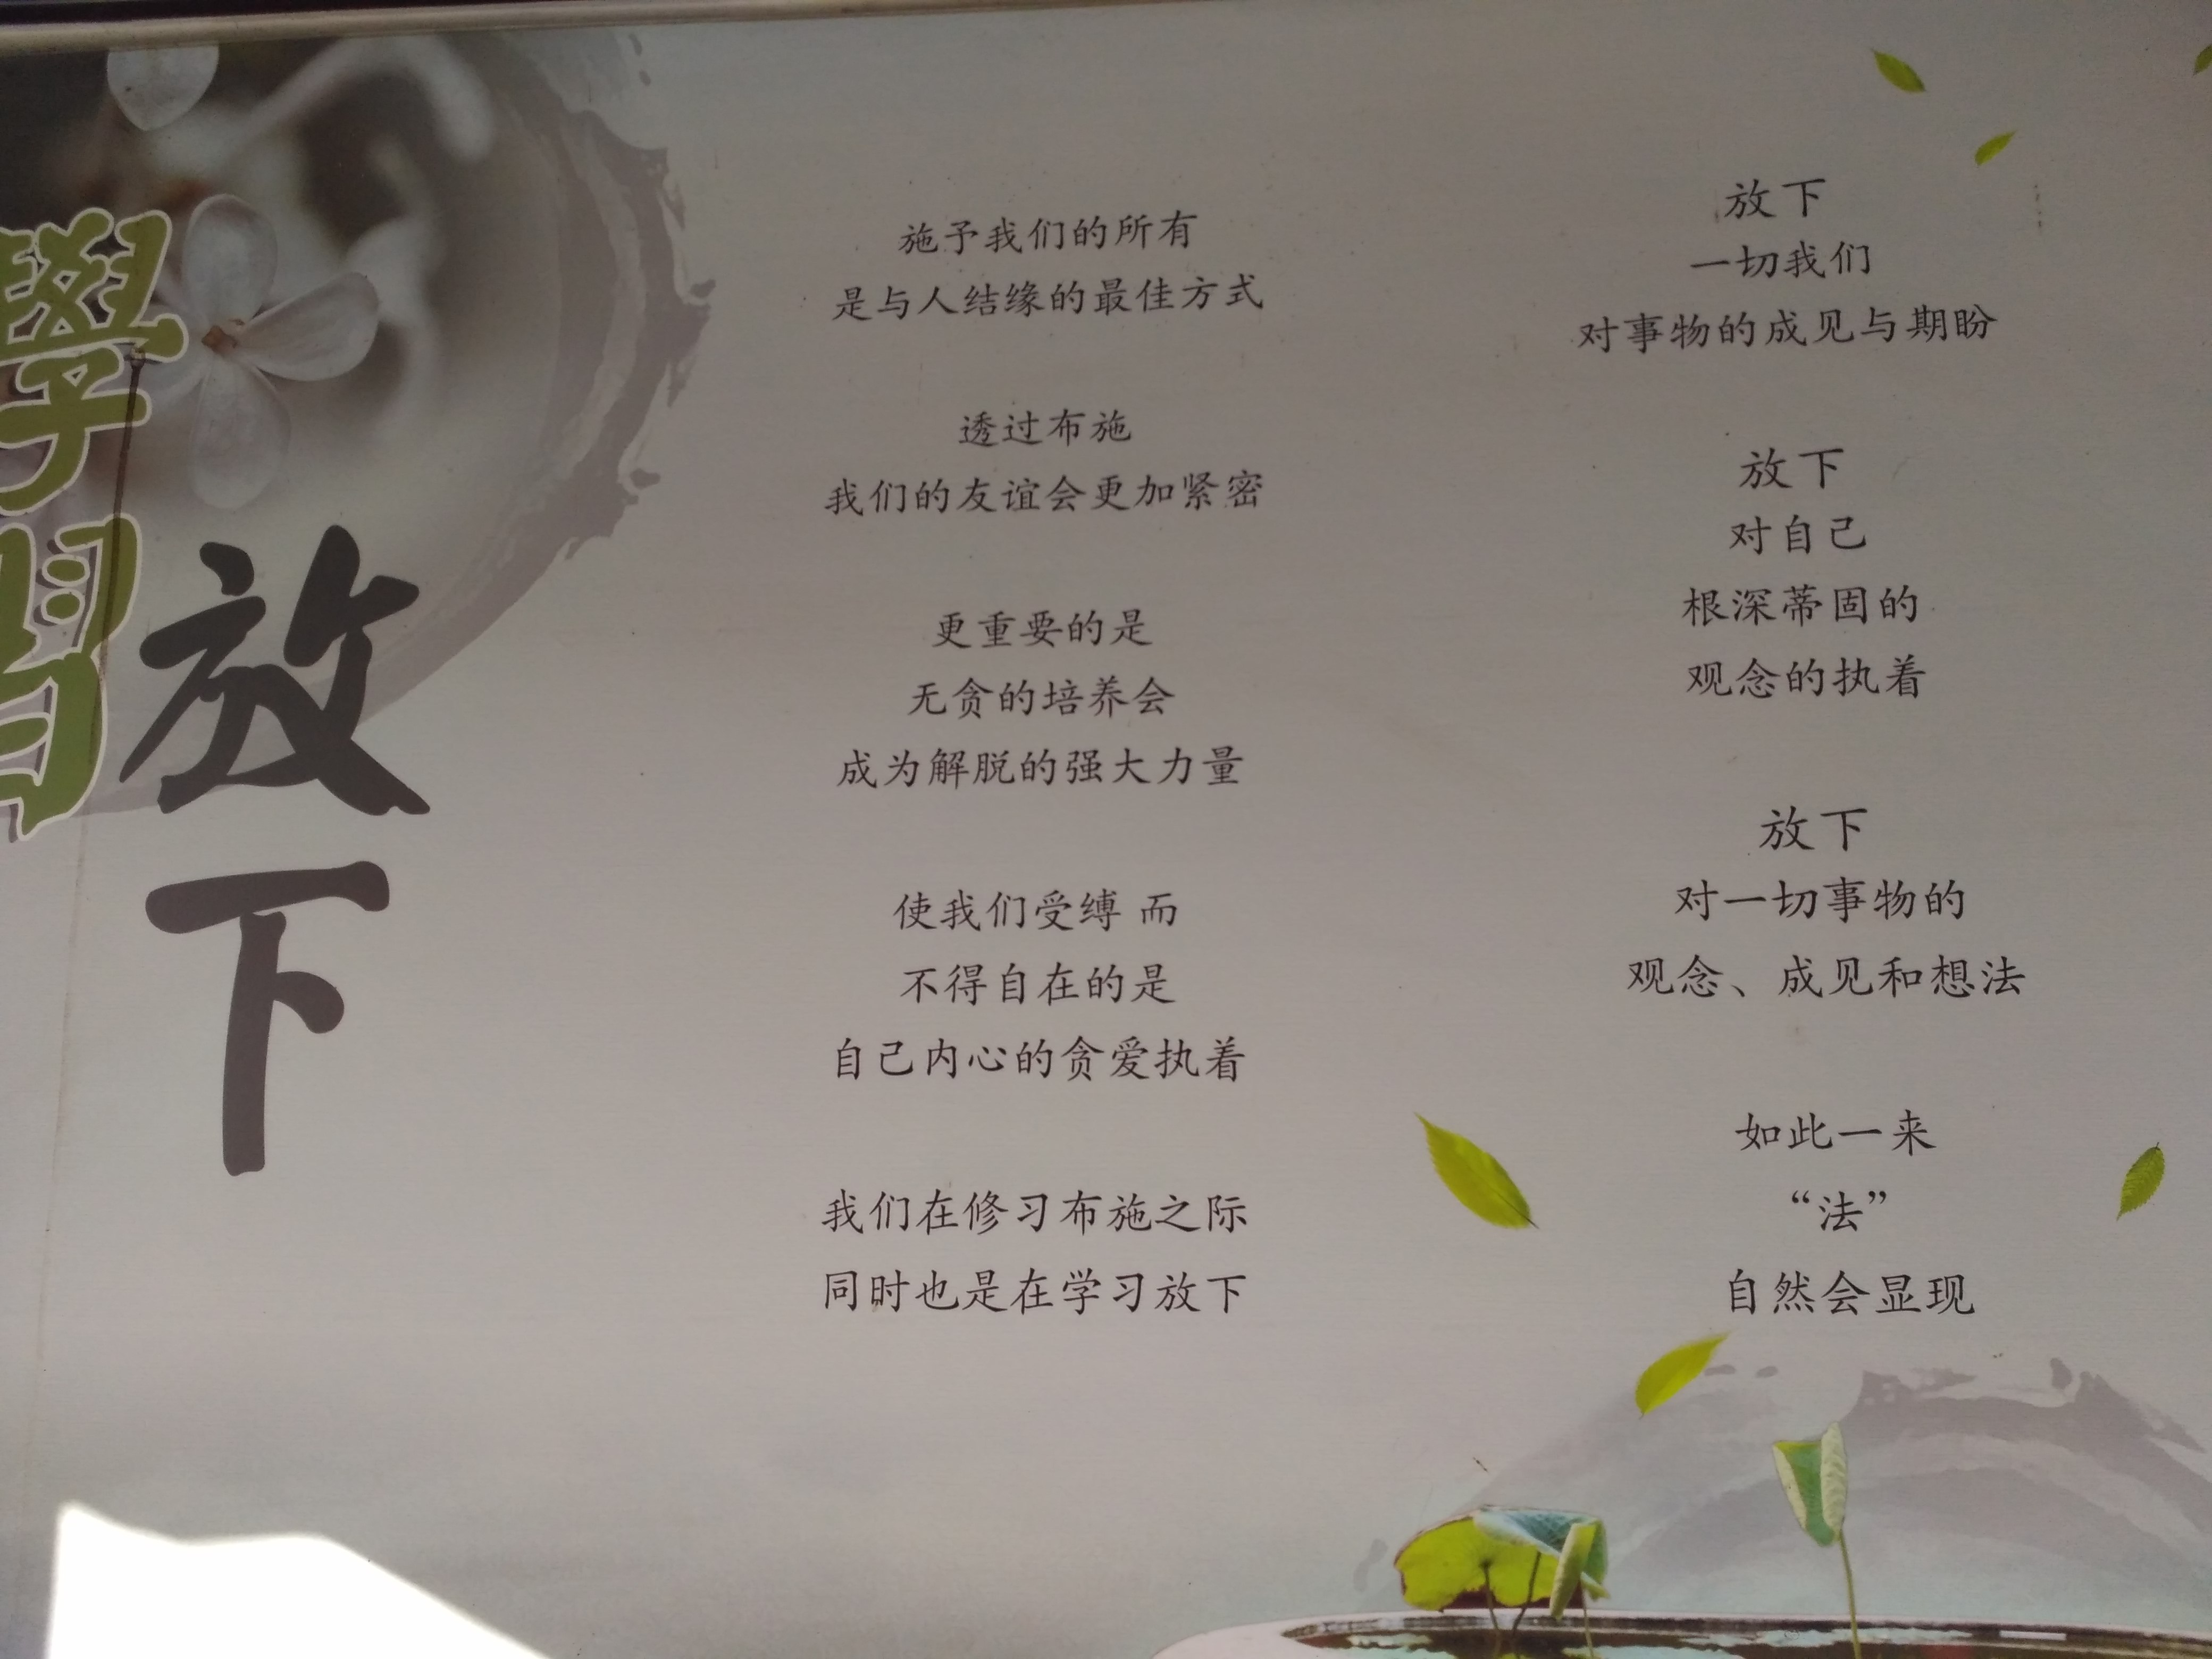 學習
放下
施予我们的所有
是与人结缘的最佳方式
透过布施
我们的友谊会更加紧密
更重要的是
无贪的培养会
成为解脱的强大力量
使我们受缚 而
不得自在的是
自己内心的贪爱执着
我们在修习布施之际
同时也是在学习放下
放下
一切我们
对事物的成见与期盼
放下
对自己
根深蒂固的
观念的执着
放下
对一切事物的
观念、成见和想法
如此一来
“法”
自然会显现